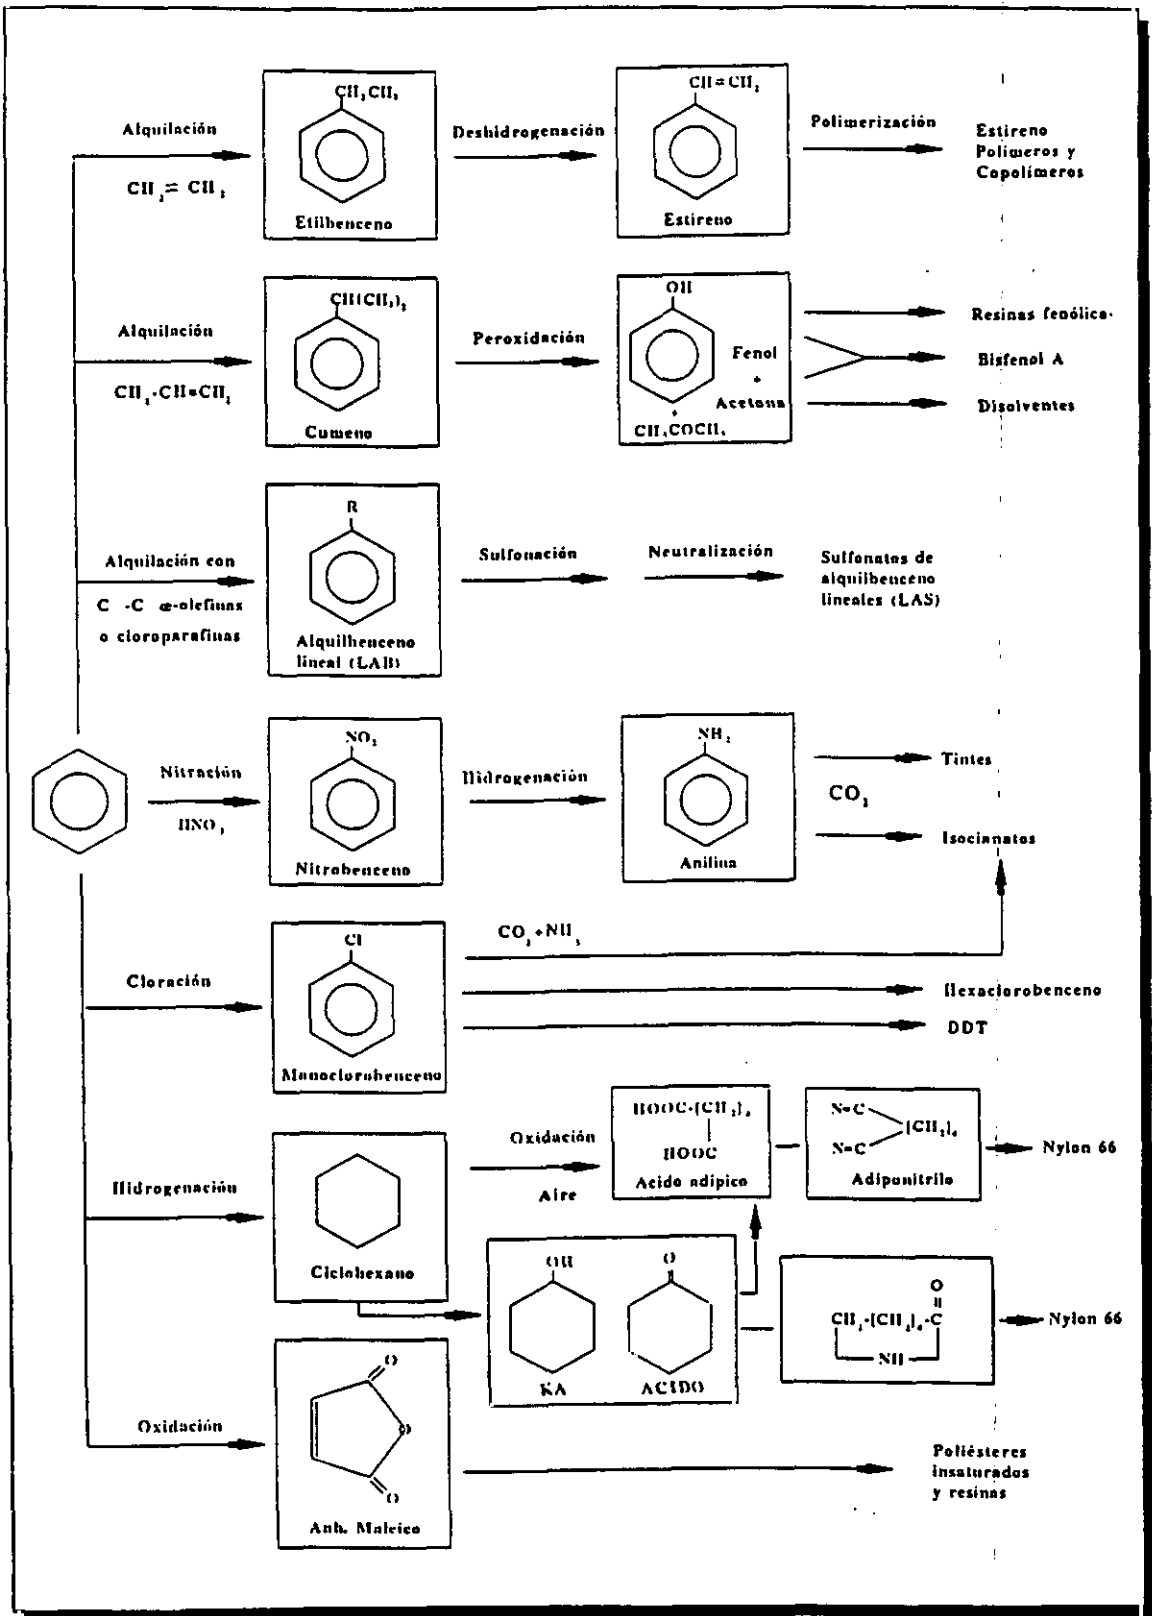 CH₂CH₃
Alquilación
CH₂= CH₂
Etilbenceno
Deshidrogenación
CH=CH₂
Estireno
Polimerización
Estireno
Polimeros y
Copolímeros
CH(CH₃)₂
Alquilación
CH₃-CH=CH₂
Cumeno
Peroxidación
OH
Fenol
+
Acetona
+
CH₃COCH₃
Resinas fenólica
Bisfenol A
Disolventes
R
Alquilación con
C -C α-olefinas
o cloroparafinas
Alquilbenceno
lineal (LAB)
Sulfonación
Neutralización
Sulfonatos de
alquilbenceno
lineales (LAS)
Nitración
HNO₃
NO₂
Nitrobenceno
Hidrogenación
NH₂
Anilina
Tintes
CO₂
Isocianatos
Cloración
Cl
Monoclorobenceno
CO₂+NH₃
Hexaclorobenceno
DDT
Hidrogenación
Ciclohexano
Oxidación
Aire
HOOC-[CH₂]₄
HOOC
Acido adipico
N=C
[CH₂]₄
N=C
Adiponitrilo
Nylon 66
OH
KA
O
ACIDO
O
CH₂-[CH₂]₄-C
NH
Nylon 66
Oxidación
O
O
O
Anh. Maleico
Poliésteres
insaturados
y resinas